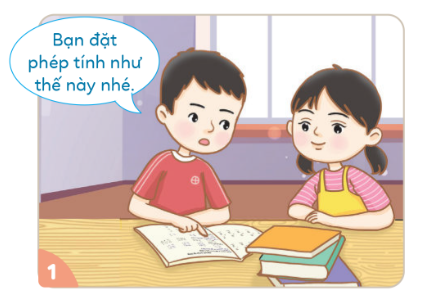 Bạn đặt
phép tính như
thế này nhé.
1